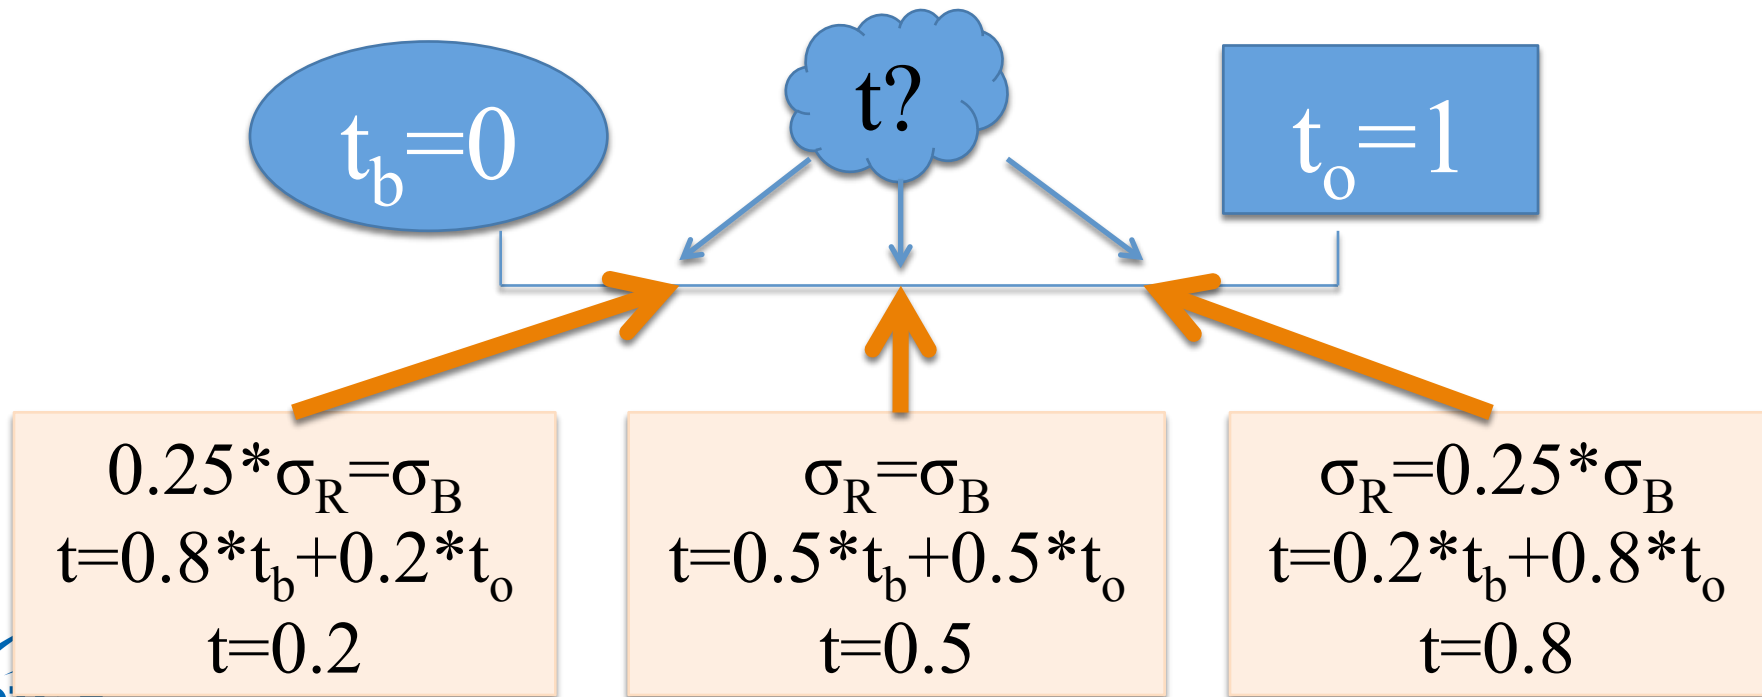 t_b=0
t?
t_o=1
0.25*σ_R=σ_B
t=0.8*t_b+0.2*t_o
t=0.2
σ_R=σ_B
t=0.5*t_b+0.5*t_o
t=0.5
σ_R=0.25*σ_B
t=0.2*t_b+0.8*t_o
t=0.8